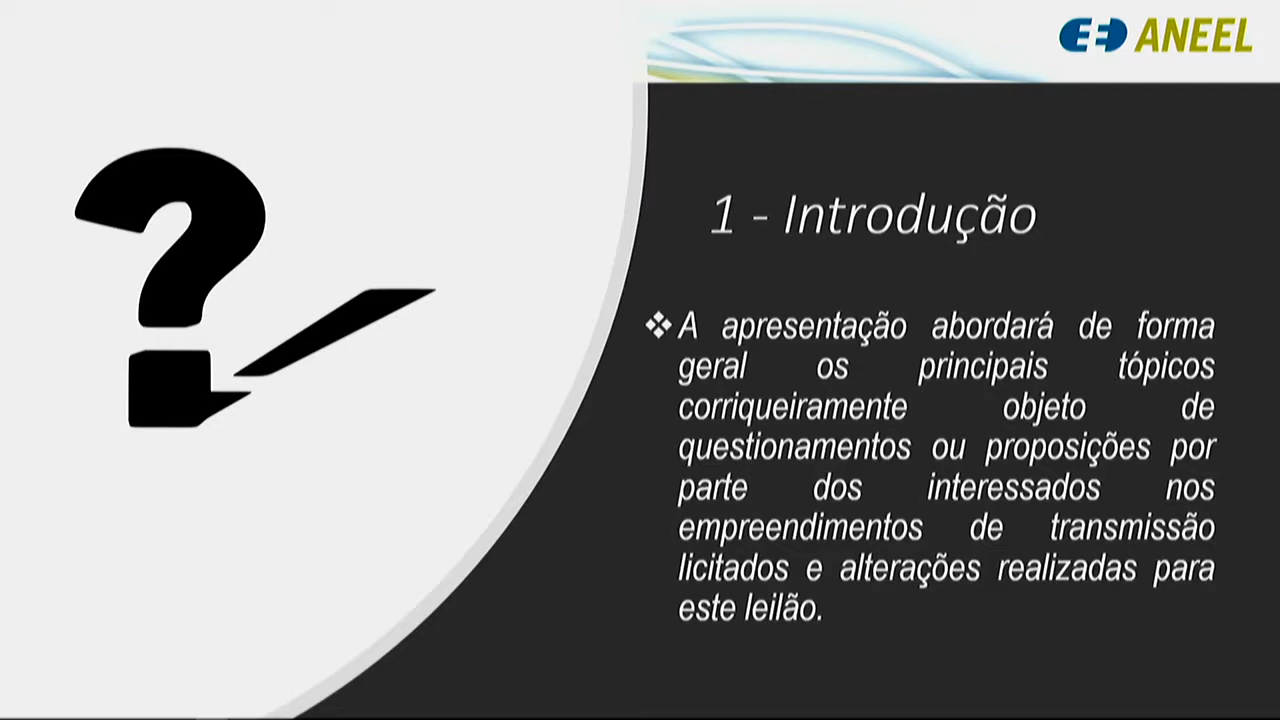 ANEEL
?
1 - Introdução
❖ A apresentação abordará de forma
geral os principais tópicos
corriqueiramente objeto de
questionamentos ou proposições por
parte dos interessados nos
empreendimentos de transmissão
licitados e alterações realizadas para
este leilão.